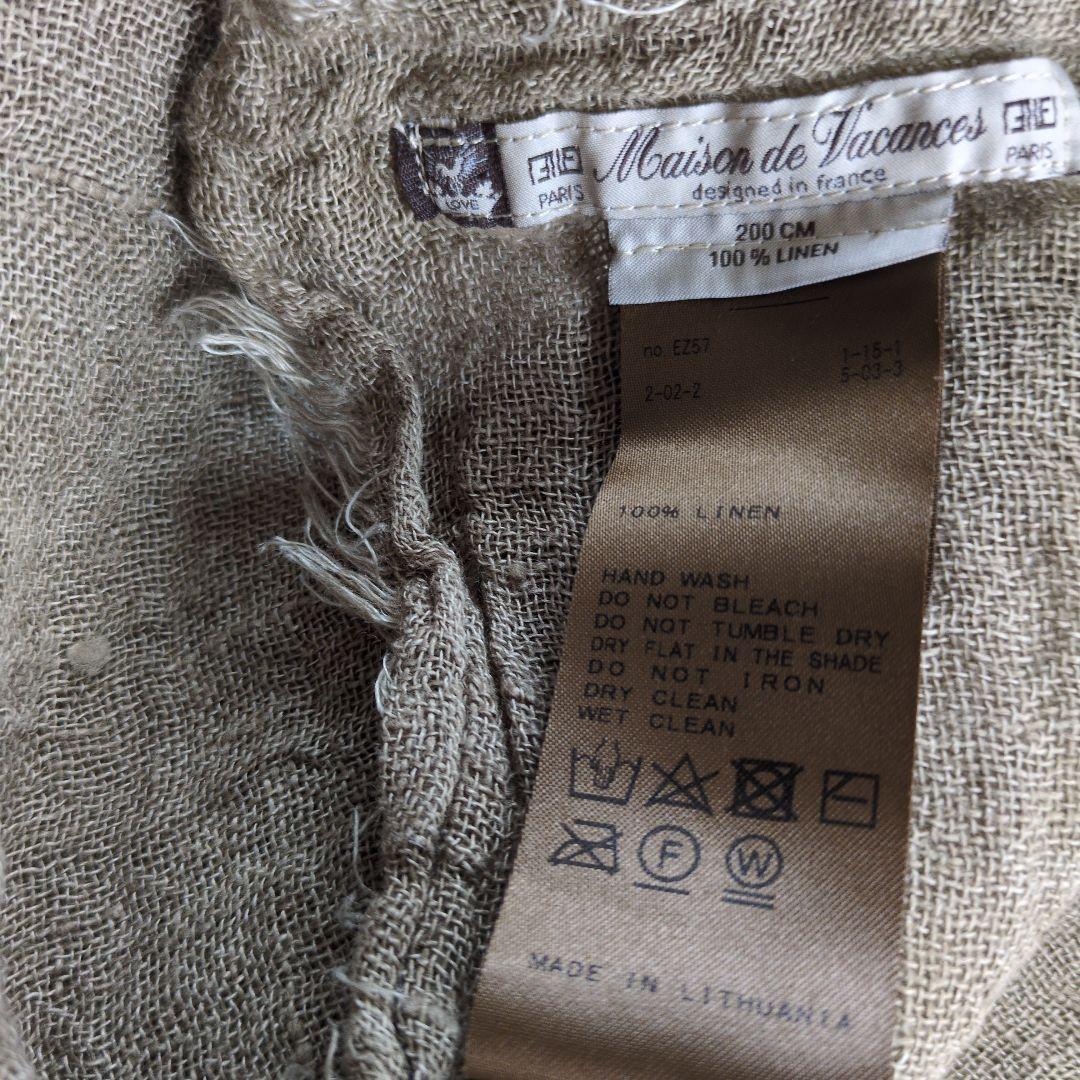 LOVE
PARIS
Maison de Vacances
designed in france
PARIS
200 CM
100 % LINEN
no EZ57
1-15-1
5-03-3
2-02-2
100% LINEN
HAND WASH
DO NOT BLEACH
DO NOT TUMBLE DRY
DRY FLAT IN THE SHADE
DO NOT IRON
DRY CLEAN
WET CLEAN
F
W
MADE IN LITHUANIA